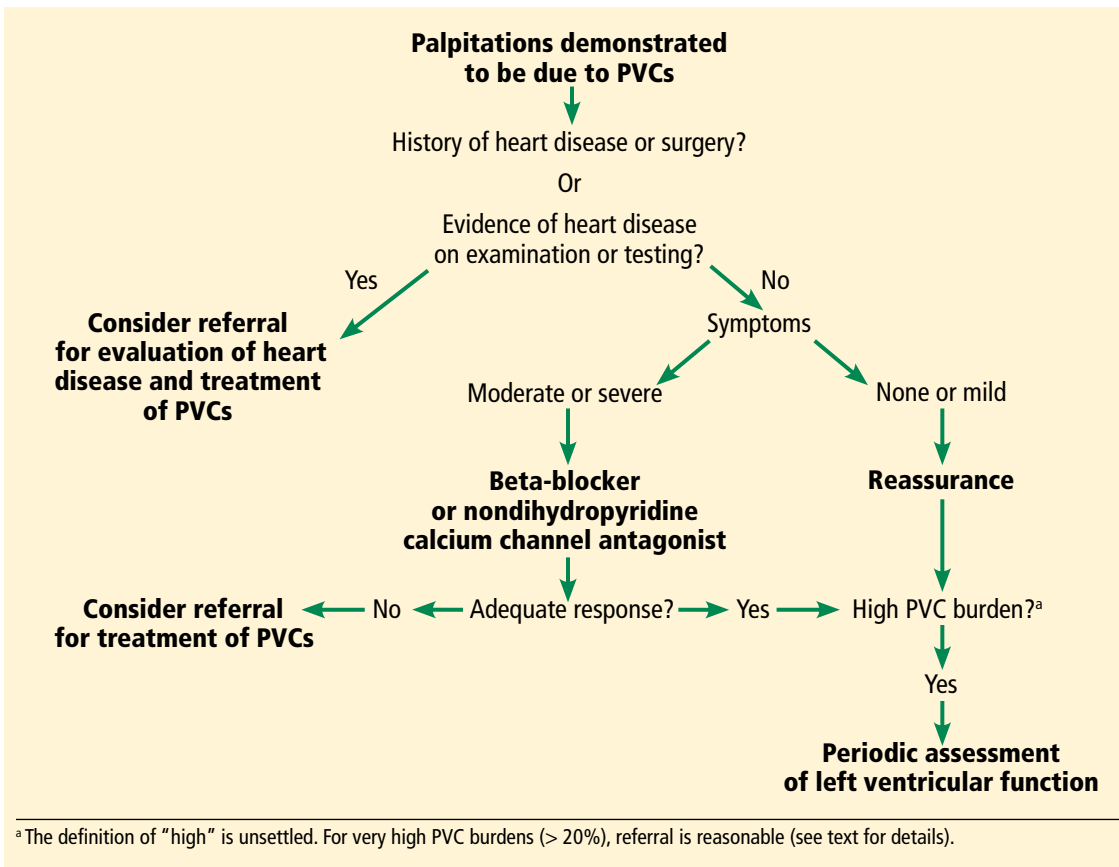 Palpitations demonstrated
to be due to PVCs
History of heart disease or surgery?
Or
Evidence of heart disease
on examination or testing?
Yes
No
Consider referral
for evaluation of heart
disease and treatment
of PVCs
Symptoms
Moderate or severe
None or mild
Beta-blocker
or nondihydropyridine
calcium channel antagonist
Reassurance
Consider referral
for treatment of PVCs
No
Adequate response?
Yes
High PVC burden?ᵃ
Yes
Periodic assessment
of left ventricular function
ᵃ The definition of “high” is unsettled. For very high PVC burdens (> 20%), referral is reasonable (see text for details).